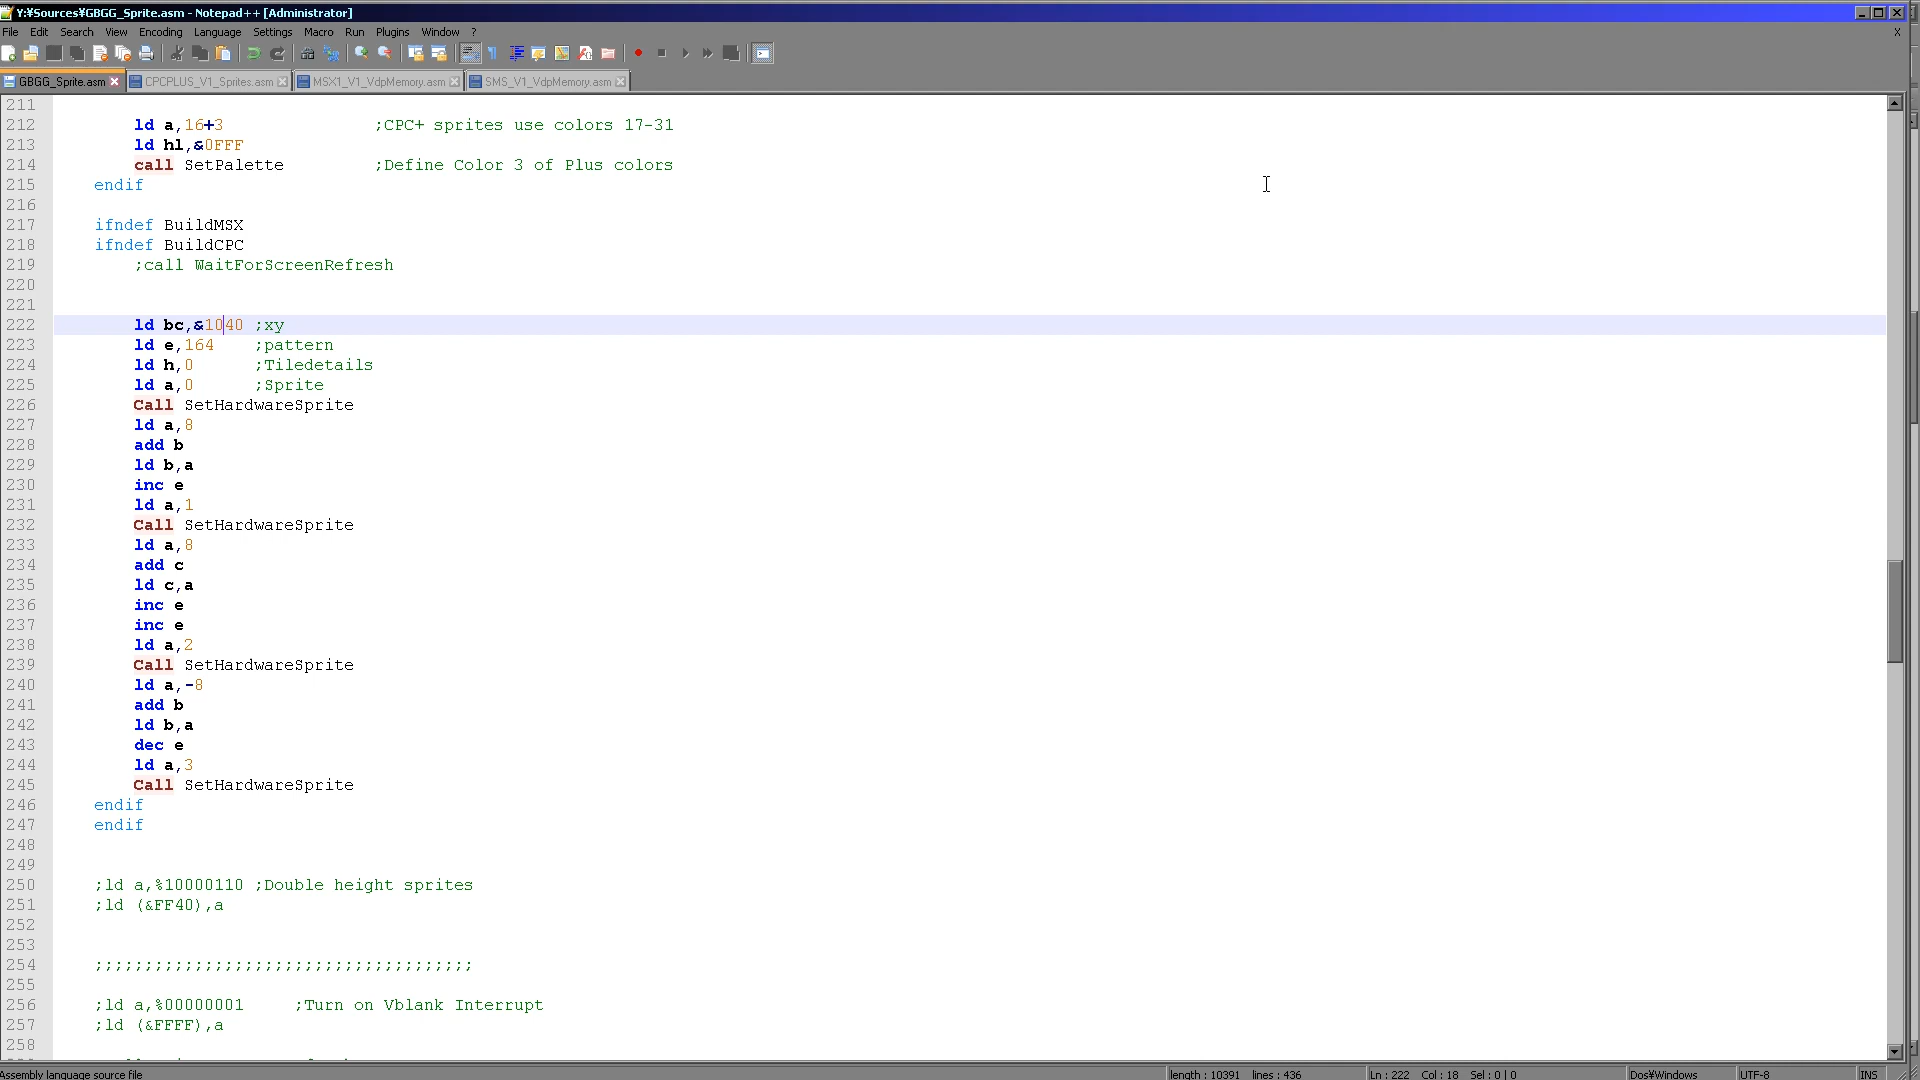 Y:¥Sources¥GBGG_Sprite.asm - Notepad++ [Administrator]
File Edit Search View Encoding Language Settings Macro Run Plugins Window ? X
GBGG_Sprite.asm CPCPLUS_V1_Sprites.asm MSX1_V1_VdpMemory.asm SMS_V1_VdpMemory.asm
211
212 ld a,16+3 ;CPC+ sprites use colors 17-31
213 ld hl,&0FFF
214 call SetPalette ;Define Color 3 of Plus colors
215 endif
216
217 ifndef BuildMSX
218 ifndef BuildCPC
219 ;call WaitForScreenRefresh
220
221
222 ld bc,&1040 ;xy
223 ld e,164 ;pattern
224 ld h,0 ;Tiledetails
225 ld a,0 ;Sprite
226 Call SetHardwareSprite
227 ld a,8
228 add b
229 ld b,a
230 inc e
231 ld a,1
232 Call SetHardwareSprite
233 ld a,8
234 add c
235 ld c,a
236 inc e
237 inc e
238 ld a,2
239 Call SetHardwareSprite
240 ld a,-8
241 add b
242 ld b,a
243 dec e
244 ld a,3
245 Call SetHardwareSprite
246 endif
247 endif
248
249
250 ;ld a,%10000110 ;Double height sprites
251 ;ld (&FF40),a
252
253
254 ;;;;;;;;;;;;;;;;;;;;;;;;;;;;;;;;;;;;;;
255
256 ;ld a,%00000001 ;Turn on Vblank Interrupt
257 ;ld (&FFFF),a
258
Assembly language source file length : 10391 lines : 436 Ln : 222 Col : 18 Sel : 0 | 0 Dos¥Windows UTF-8 INS